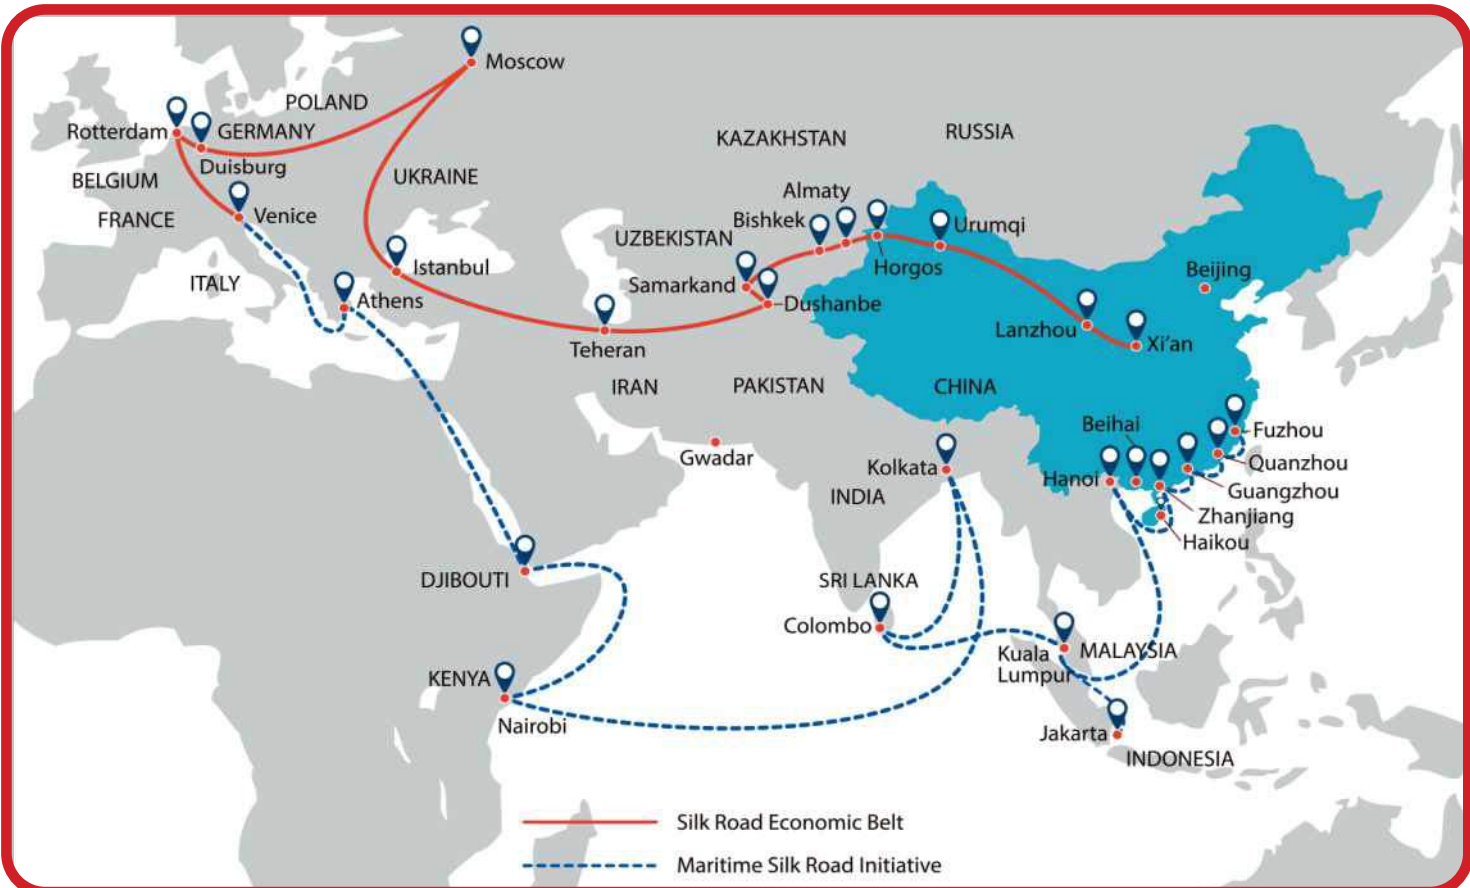 Moscow
POLAND
Rotterdam
GERMANY
Duisburg
BELGIUM
UKRAINE
FRANCE
Venice
KAZAKHSTAN
RUSSIA
Almaty
Bishkek
Urumqi
UZBEKISTAN
ITALY
Istanbul
Horgos
Beijing
Samarkand
Athens
Dushanbe
Lanzhou
Xi'an
Teheran
IRAN
PAKISTAN
CHINA
Beihai
Fuzhou
Gwadar
Kolkata
Quanzhou
Hanoi
INDIA
Guangzhou
Zhanjiang
Haikou
DJIBOUTI
SRI LANKA
Colombo
Kuala
Lumpur
MALAYSIA
KENYA
Nairobi
Jakarta
INDONESIA
Silk Road Economic Belt
Maritime Silk Road Initiative